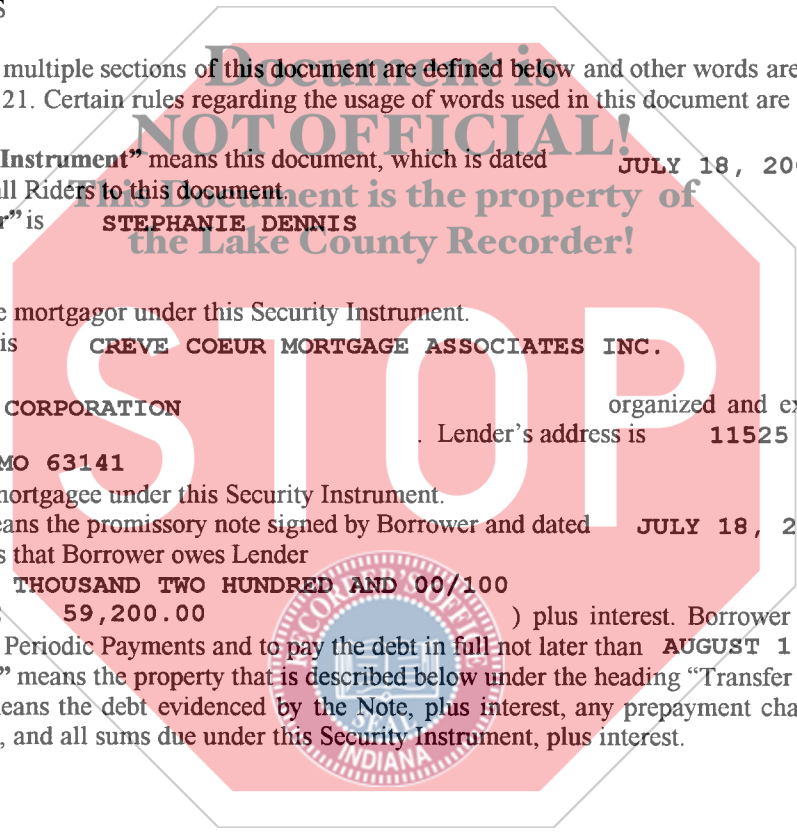 S
Document is
multiple sections of this document are defined below and other words are
21. Certain rules regarding the usage of words used in this document are
NOT OFFICIAL!
Instrument” means this document, which is dated JULY 18, 200
all Riders to this document.
This Document is the property of
r” is STEPHANIE DENNIS
the Lake County Recorder!
e mortgagor under this Security Instrument.
is CREVE COEUR MORTGAGE ASSOCIATES INC.
STOP
CORPORATION organized and ex
. Lender’s address is 11525
MO 63141
mortgagee under this Security Instrument.
eans the promissory note signed by Borrower and dated JULY 18, 2
s that Borrower owes Lender
THOUSAND TWO HUNDRED AND 00/100
59,200.00 ) plus interest. Borrower
Periodic Payments and to pay the debt in full not later than AUGUST 1
” means the property that is described below under the heading “Transfer
eans the debt evidenced by the Note, plus interest, any prepayment cha
, and all sums due under this Security Instrument, plus interest.
RECORDER'S OFFICE
SEAL
INDIANA